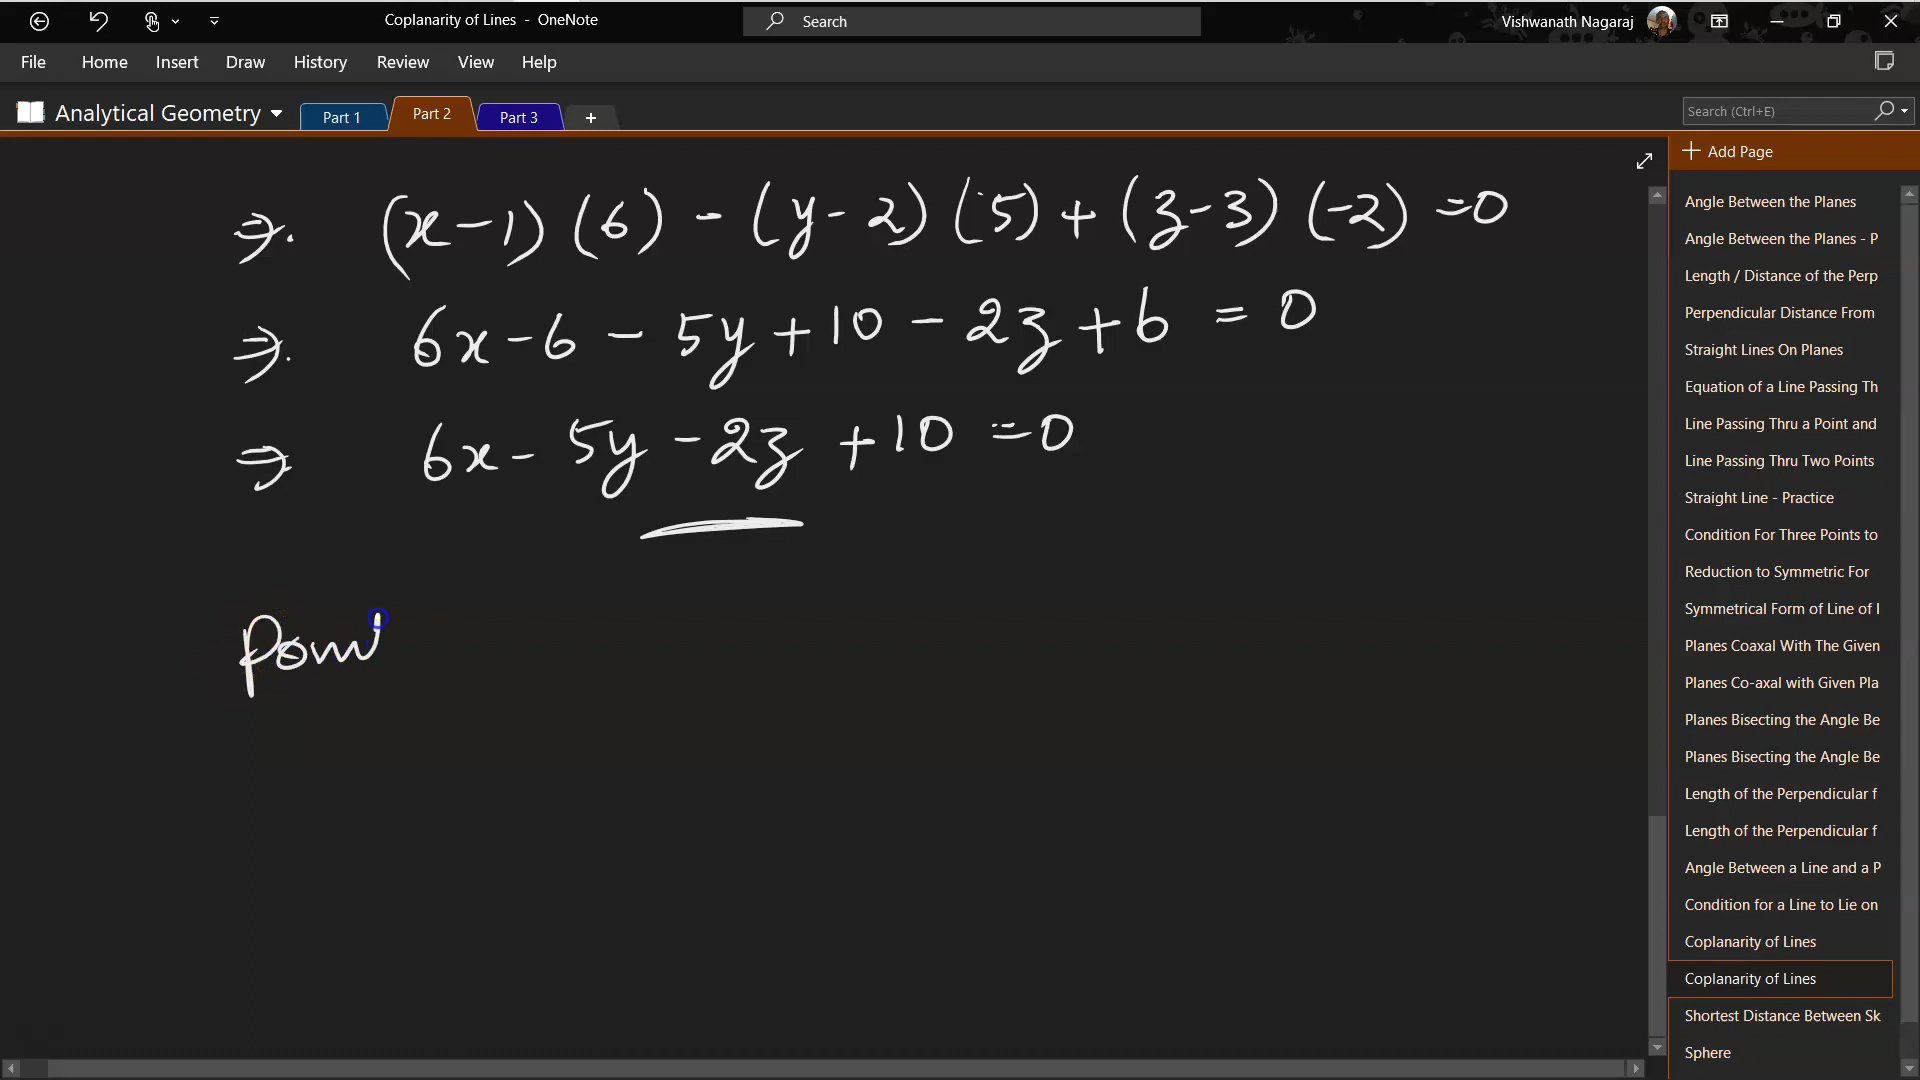 Coplanarity of Lines - OneNote
Search
Vishwanath Nagaraj
File Home Insert Draw History Review View Help
Analytical Geometry Part 1 Part 2 Part 3 +
Search (Ctrl+E)
Add Page
⇒. (x-1) (6) - (y-2) (5) + (z-3) (-2) =0
⇒. 6x-6 - 5y+10-2z+6 = 0
⇒ 6x-5y-2z+10=0
Poin
Angle Between the Planes
Angle Between the Planes - P
Length / Distance of the Perp
Perpendicular Distance From
Straight Lines On Planes
Equation of a Line Passing Th
Line Passing Thru a Point and
Line Passing Thru Two Points
Straight Line - Practice
Condition For Three Points to
Reduction to Symmetric For
Symmetrical Form of Line of I
Planes Coaxal With The Given
Planes Co-axal with Given Pla
Planes Bisecting the Angle Be
Planes Bisecting the Angle Be
Length of the Perpendicular f
Length of the Perpendicular f
Angle Between a Line and a P
Condition for a Line to Lie on
Coplanarity of Lines
Coplanarity of Lines
Shortest Distance Between Sk
Sphere